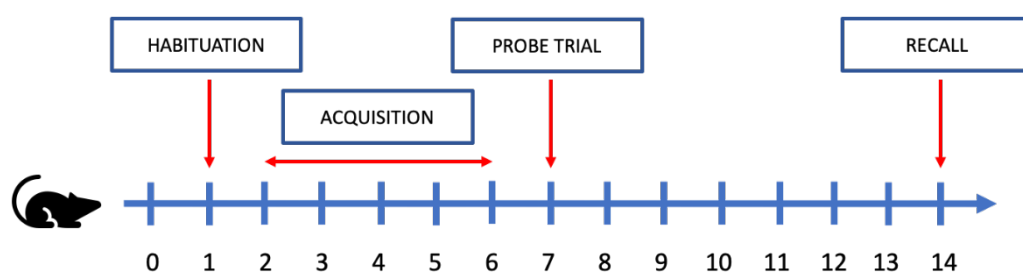 HABITUATION PROBE TRIAL RECALL
ACQUISITION
0 1 2 3 4 5 6 7 8 9 10 11 12 13 14